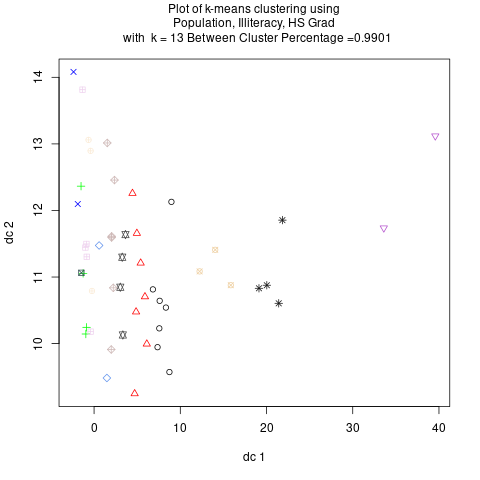 Plot of k-means clustering using
Population, Illiteracy, HS Grad
with k = 13 Between Cluster Percentage =0.9901
14
13
12
11
10
dc 2
0 10 20 30 40
dc 1